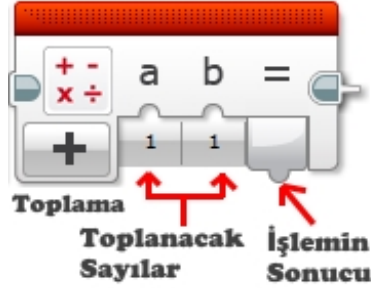 + - a b =
× ÷
+ 1 1
Toplama
Toplanacak İşlemin
Sayılar Sonucu